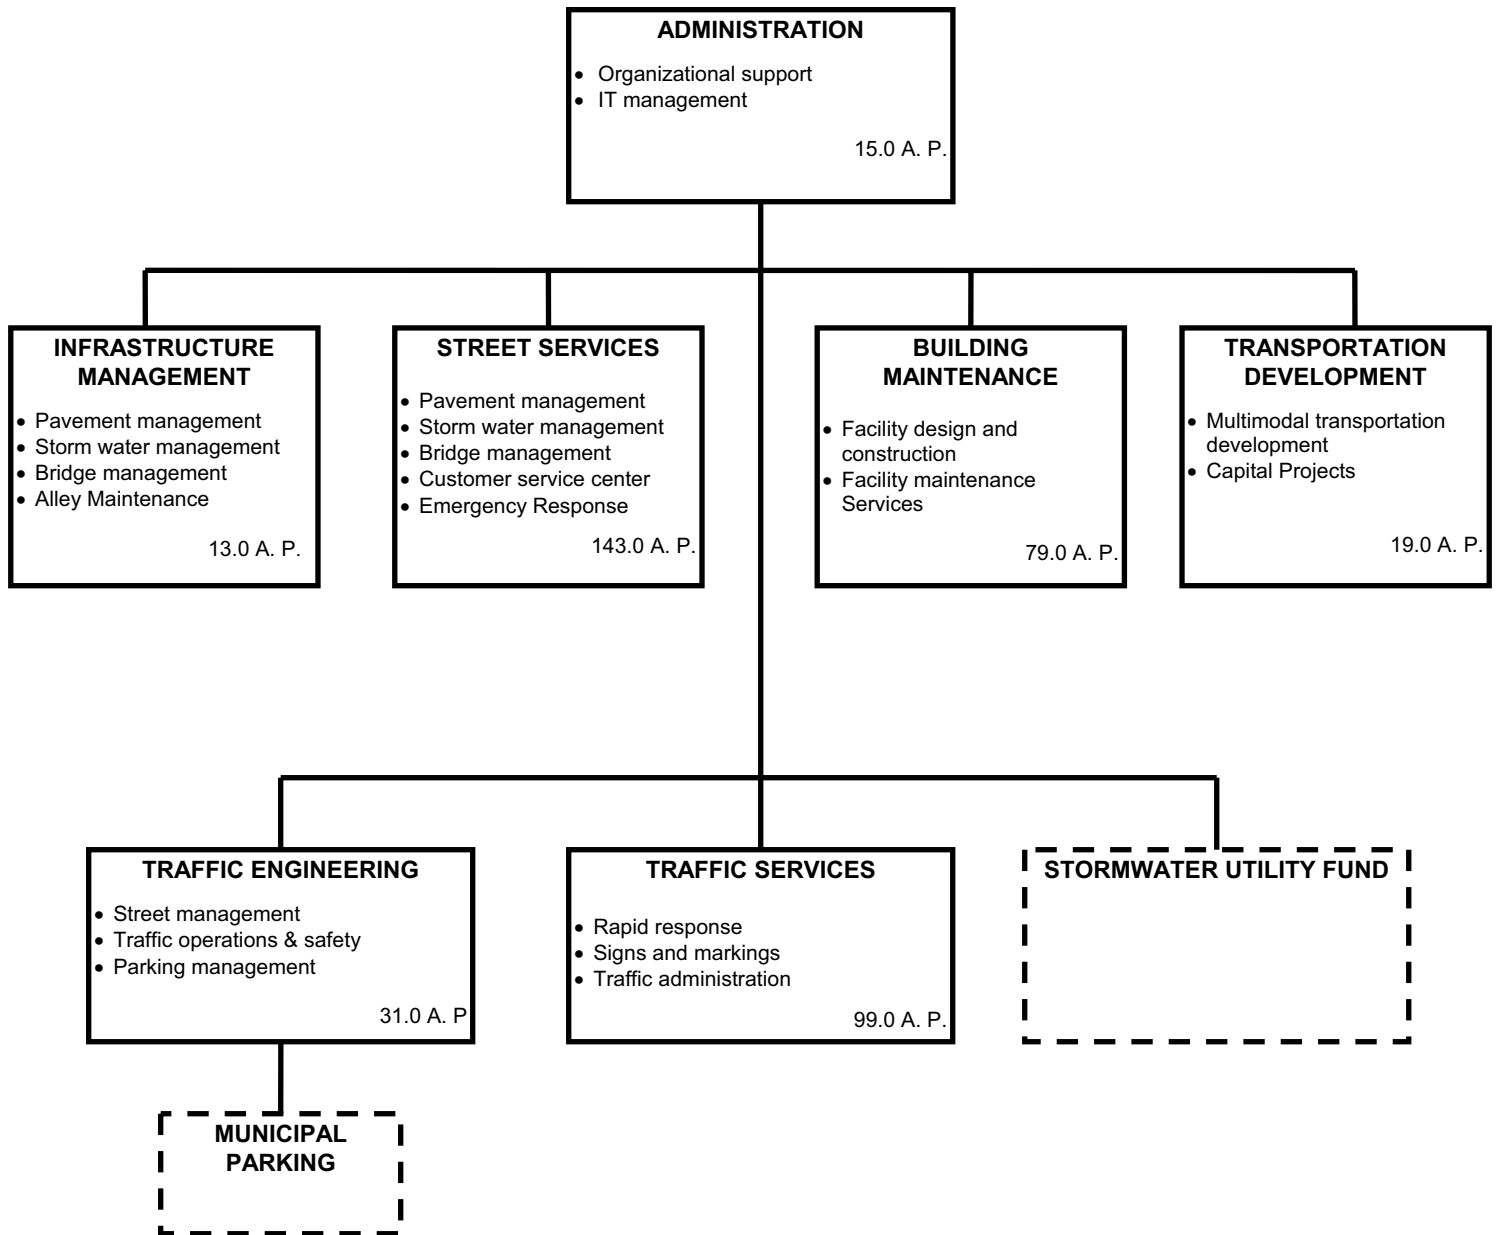 ADMINISTRATION
• Organizational support
• IT management
15.0 A. P.
INFRASTRUCTURE
MANAGEMENT
• Pavement management
• Storm water management
• Bridge management
• Alley Maintenance
13.0 A. P.
STREET SERVICES
• Pavement management
• Storm water management
• Bridge management
• Customer service center
• Emergency Response
143.0 A. P.
BUILDING
MAINTENANCE
• Facility design and
construction
• Facility maintenance
Services
79.0 A. P.
TRANSPORTATION
DEVELOPMENT
• Multimodal transportation
development
• Capital Projects
19.0 A. P.
TRAFFIC ENGINEERING
• Street management
• Traffic operations & safety
• Parking management
31.0 A. P
TRAFFIC SERVICES
• Rapid response
• Signs and markings
• Traffic administration
99.0 A. P.
STORMWATER UTILITY FUND
MUNICIPAL
PARKING